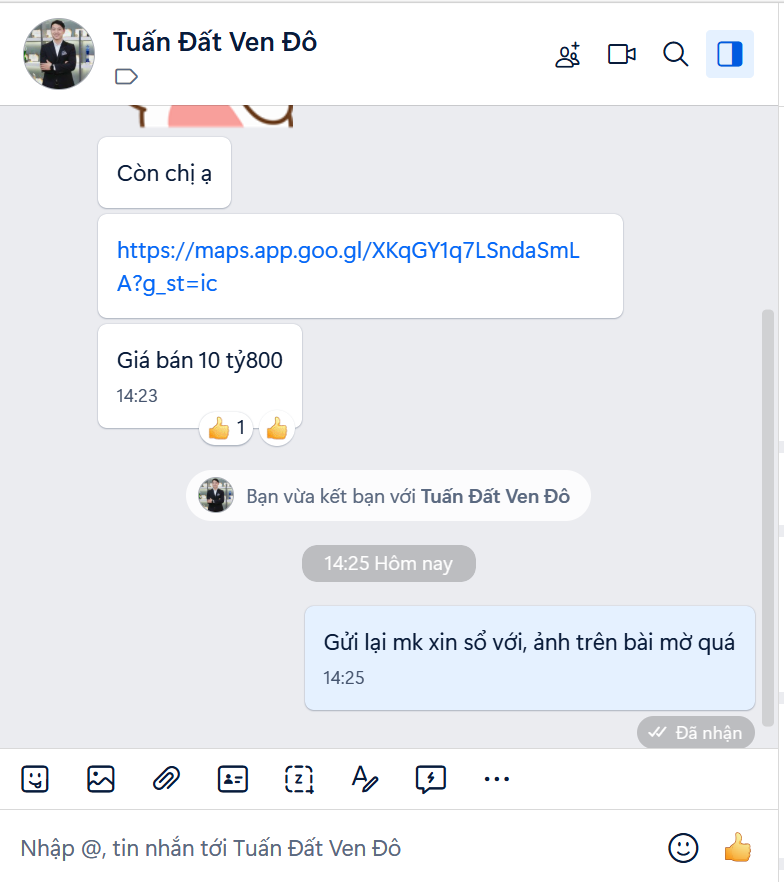 Tuấn Đất Ven Đô
Còn chị ạ
https://maps.app.goo.gl/XKqGY1q7LSndaSmL
A?g_st=ic
Giá bán 10 tỷ800
14:23
1
Bạn vừa kết bạn với Tuấn Đất Ven Đô
14:25 Hôm nay
Gửi lại mk xin sổ với, ảnh trên bài mờ quá
14:25
Đã nhận
Nhập @, tin nhắn tới Tuấn Đất Ven Đô